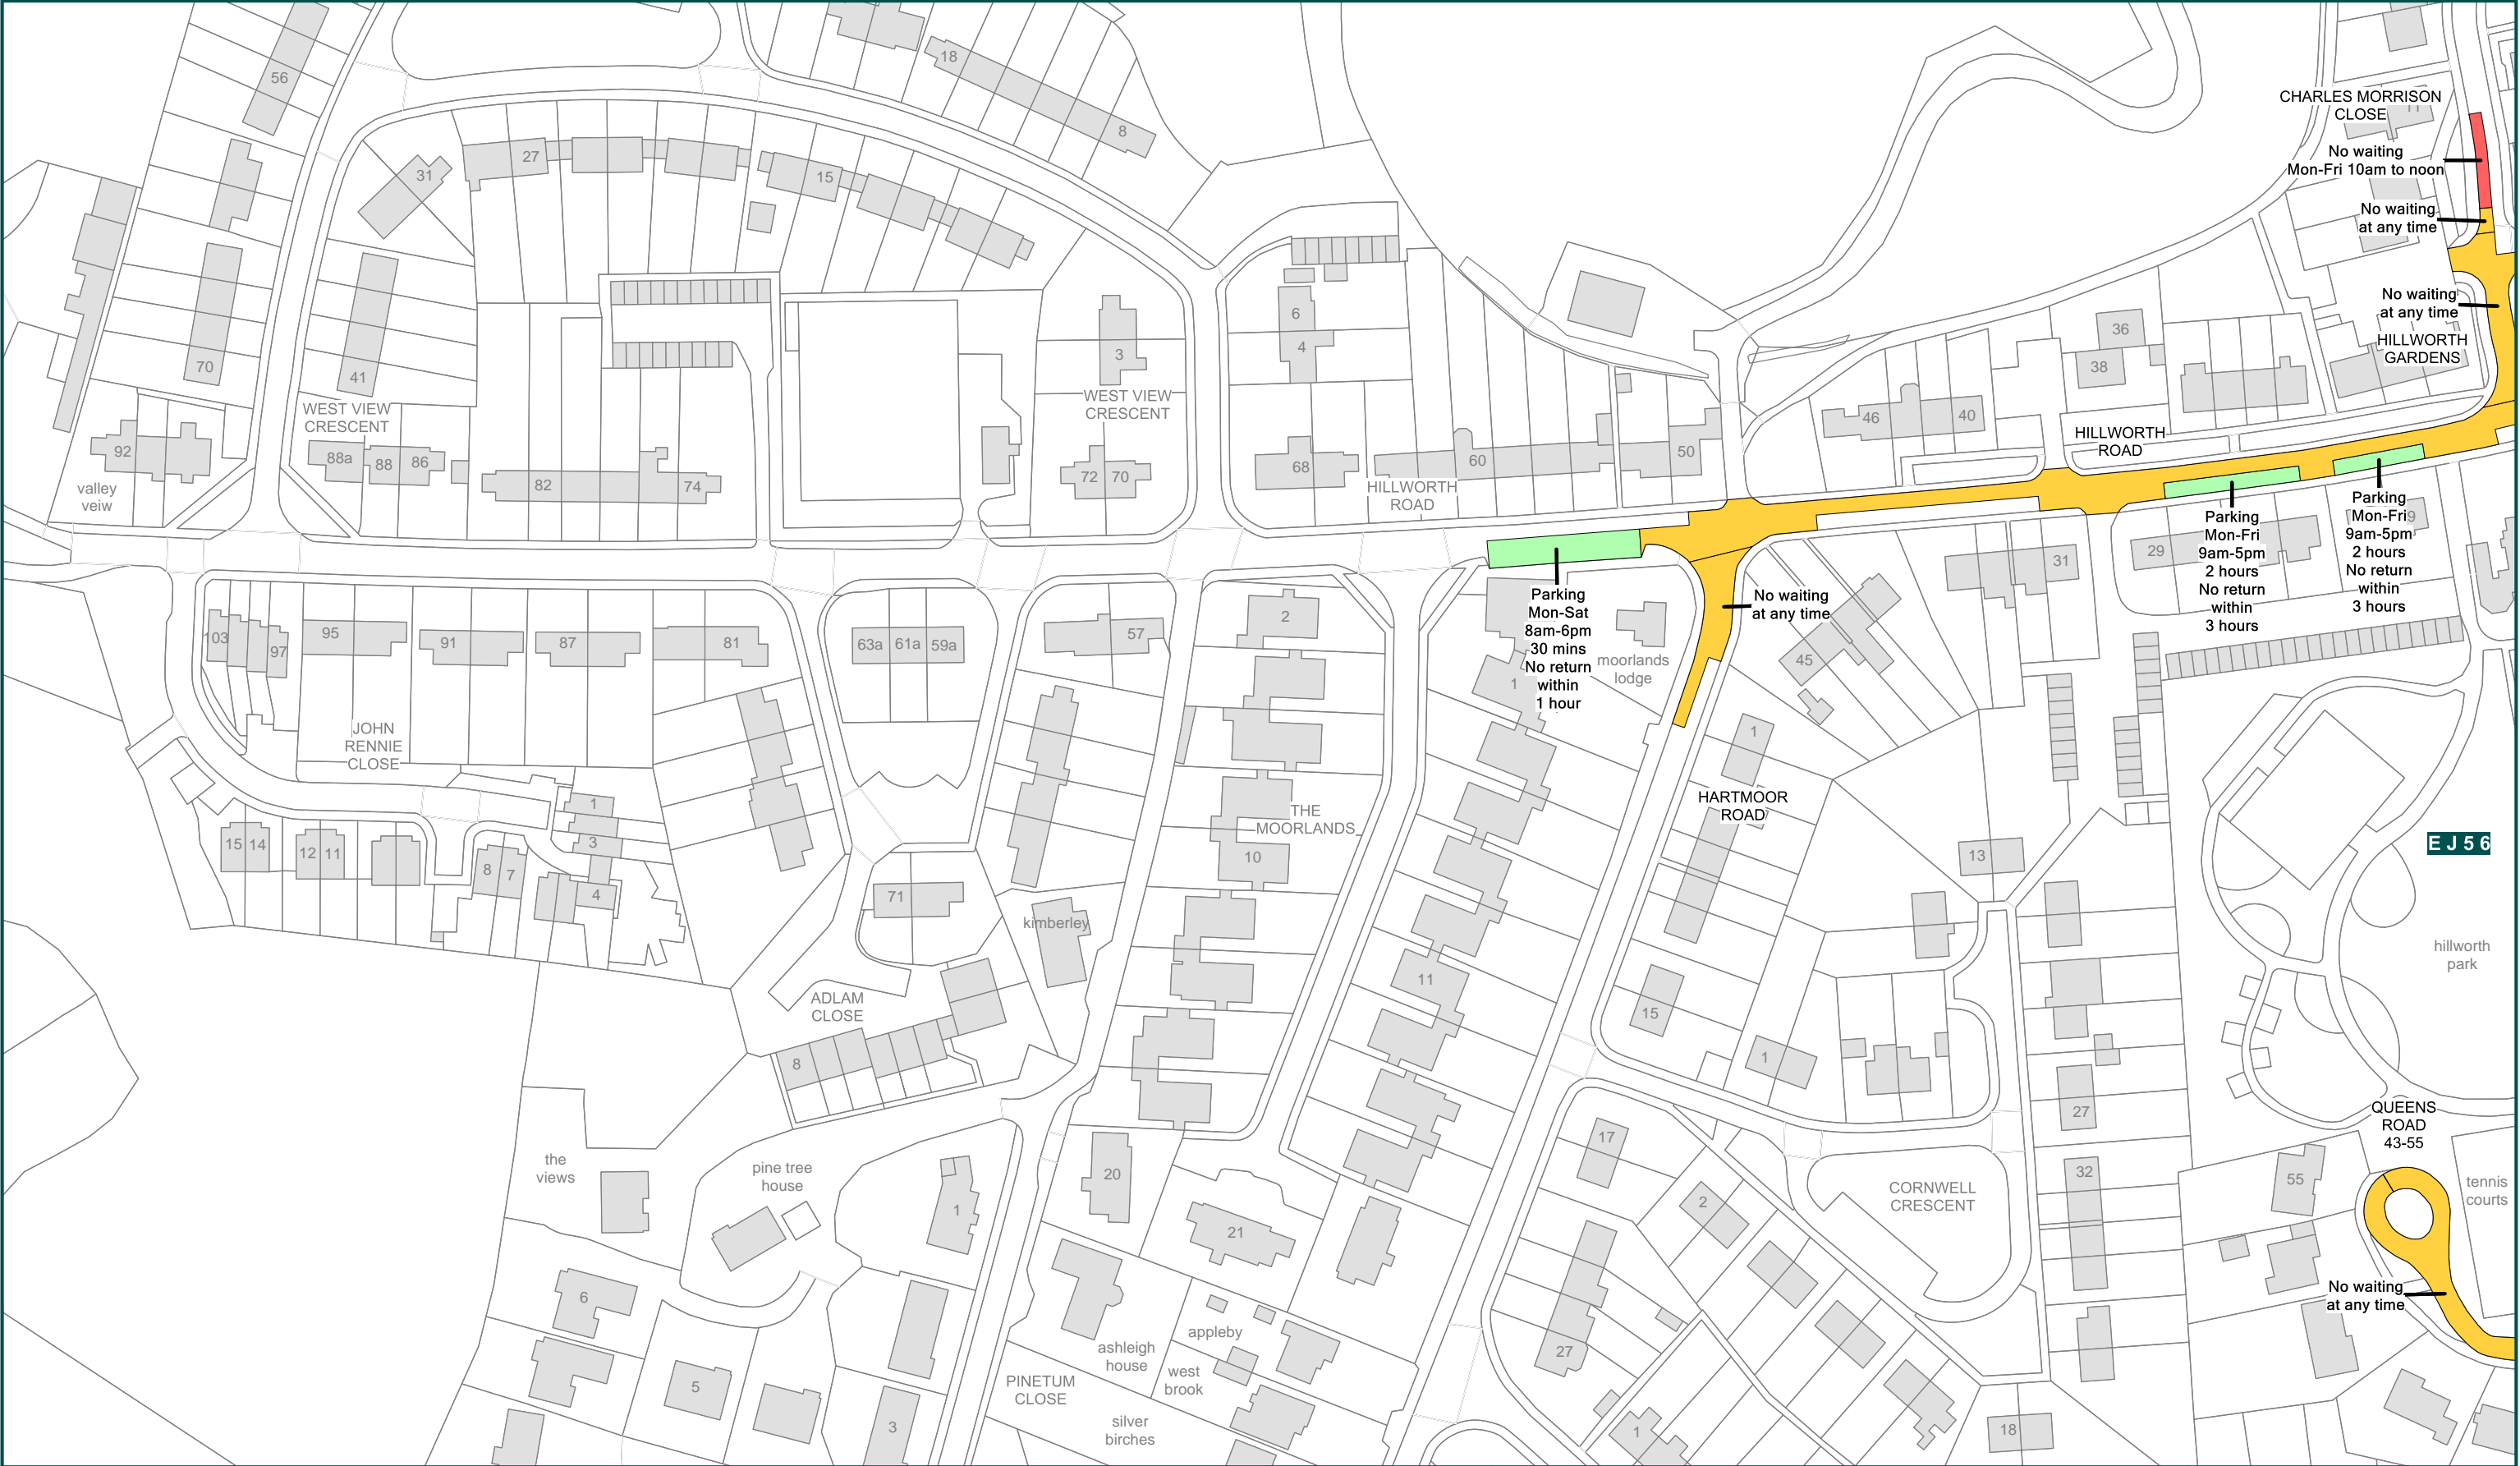 56
18
8
CHARLES MORRISON
CLOSE
No waiting
Mon-Fri 10am to noon
No waiting
at any time
No waiting
at any time
HILLWORTH
GARDENS
27
31
15
70
41
WEST VIEW
CRESCENT
3
WEST VIEW
CRESCENT
6
4
36
38
46
40
92
88a
88
86
82
74
72
70
68
60
50
HILLWORTH
ROAD
HILLWORTH
ROAD
valley
veiw
Parking
Mon-Fri
9am-5pm
2 hours
No return
within
3 hours
Parking
Mon-Fri
9am-5pm
2 hours
No return
within
3 hours
29
9
31
103
97
95
91
87
81
63a
61a
59a
57
2
Parking
Mon-Sat
8am-6pm
30 mins
No return
within
1 hour
1
moorlands
lodge
No waiting
at any time
45
JOHN
RENNIE
CLOSE
1
3
4
15
14
12
11
8
7
THE
MOORLANDS
10
1
HARTMOOR
ROAD
13
EJ56
71
kimberley
11
15
hillworth
park
ADLAM
CLOSE
8
1
27
QUEENS
ROAD
43-55
the
views
pine tree
house
1
20
21
17
2
CORNWELL
CRESCENT
32
55
tennis
courts
6
5
3
No waiting
at any time
appleby
ashleigh
house
west
brook
PINETUM
CLOSE
silver
birches
27
1
18